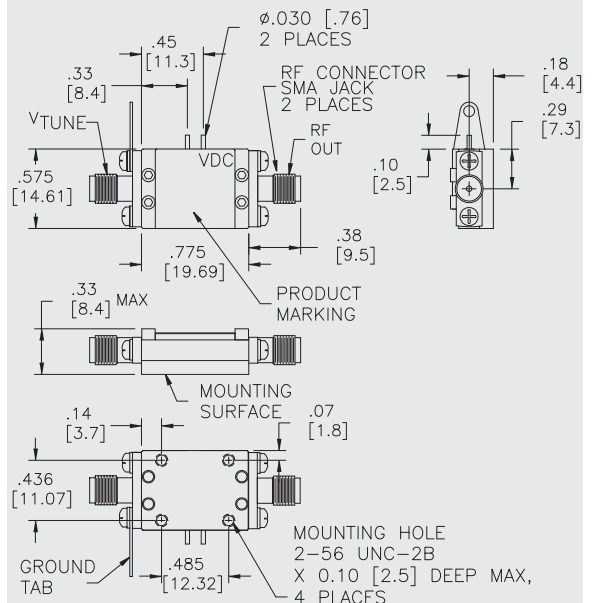 ø.030 [.76]
2 PLACES
.45
[11.3]
.33
[8.4]
RF CONNECTOR
SMA JACK
2 PLACES
.18
[4.4]
.29
[7.3]
VTUNE
VDC
RF
OUT
.10
[2.5]
.575
[14.61]
.775
[19.69]
.38
[9.5]
PRODUCT
MARKING
.33 MAX
[8.4]
MOUNTING
SURFACE
.14
[3.7]
.07
[1.8]
.436
[11.07]
GROUND
TAB
.485
[12.32]
MOUNTING HOLE
2-56 UNC-2B
X 0.10 [2.5] DEEP MAX,
4 PLACES